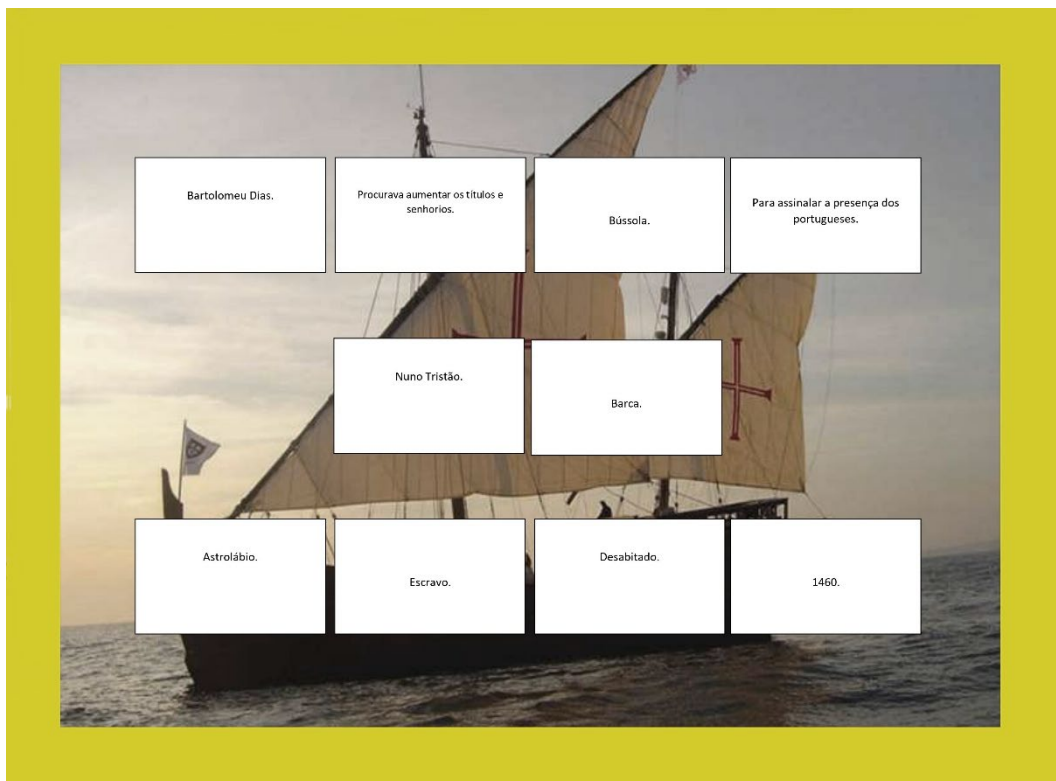 Bartolomeu Dias.
Procurava aumentar os títulos e
senhorios.
Bússola.
Para assinalar a presença dos
portugueses.
Nuno Tristão.
Barca.
Astrolábio.
Escravo.
Desabitado.
1460.